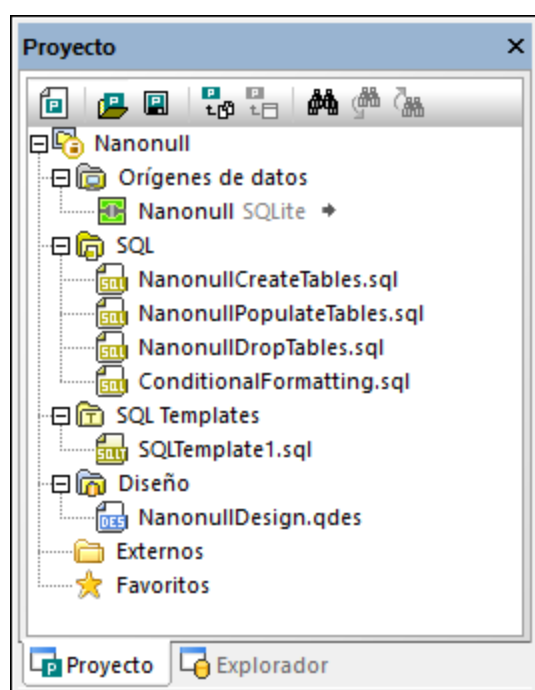 Proyecto
Nanonull
Orígenes de datos
Nanonull SQLite
SQL
NanonullCreateTables.sql
NanonullPopulateTables.sql
NanonullDropTables.sql
ConditionalFormatting.sql
SQL Templates
SQLTemplate1.sql
Diseño
NanonullDesign.qdes
Externos
Favoritos
Proyecto Explorador